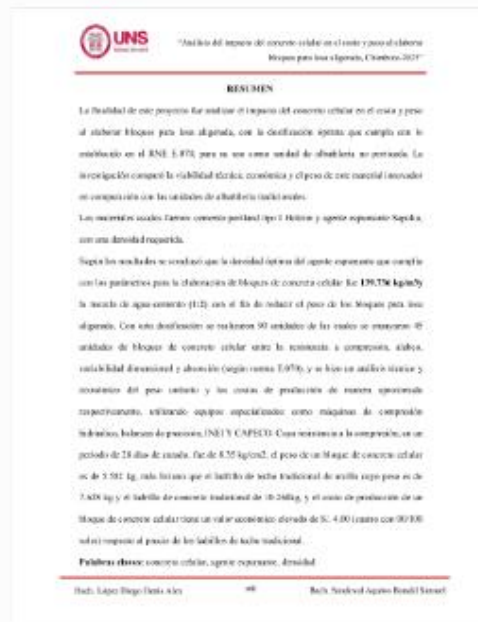 UNS
"Análisis del impacto del concreto celular en el costo y peso al elaborar
bloques para losa aligerada, Chimbote-2023"
RESUMEN
La finalidad de este proyecto fue analizar el impacto del concreto celular en el costo y peso
al elaborar bloques para losa aligerada, con la dosificación óptima que cumpla con lo
establecido en el RNE E.070, para su uso como unidad de albañilería no portante. La
investigación comparó la viabilidad técnica, económica y el peso de este material innovador
en comparación con las unidades de albañilería tradicionales.
Los materiales usados fueron: cemento portland tipo I Holcim y agente espumante
con una densidad requerida.
Según los resultados se concluyó que la densidad óptima del agente espumante que cumplía
con los parámetros para la elaboración de bloques de concreto celular fue 139.736 kg/m3y
la mezcla de agua-cemento (1:2) con el fin de reducir el peso de los bloques para losa
aligerada. Con esta dosificación se realizaron 90 unidades de las cuales se ensayaron 49
unidades de bloques de concreto celular entre la resistencia a compresión, alabeo,
variabilidad dimensional y absorción (según norma E.070), y se hizo un análisis técnico y
económico del peso unitario y los costos de producción de manera aproximada
respectivamente, utilizando equipos especializados como máquinas de compresión
hidráulica, balanzas de precisión, INEI Y CAPECO. Cuya resistencia a la compresión, en un
periodo de 28 días de curado, fue de 8.35 kg/cm2, el peso de un bloque de concreto celular
es de 5.502 kg, más liviano que el ladrillo de techo tradicional de arcilla cuyo peso es de
7.628 kg y el ladrillo de concreto tradicional de 10.260kg, y el costo de producción de un
bloque de concreto celular tiene un valor económico elevado de S/. 4.00 (cuatro con 00/100
soles) respecto al precio de los ladrillos de techo tradicional.
Palabras claves: concreto celular, agente espumante, densidad
Bach. López Diego Denis Alex
Bach. Sandoval Aquino Ronald Samuel